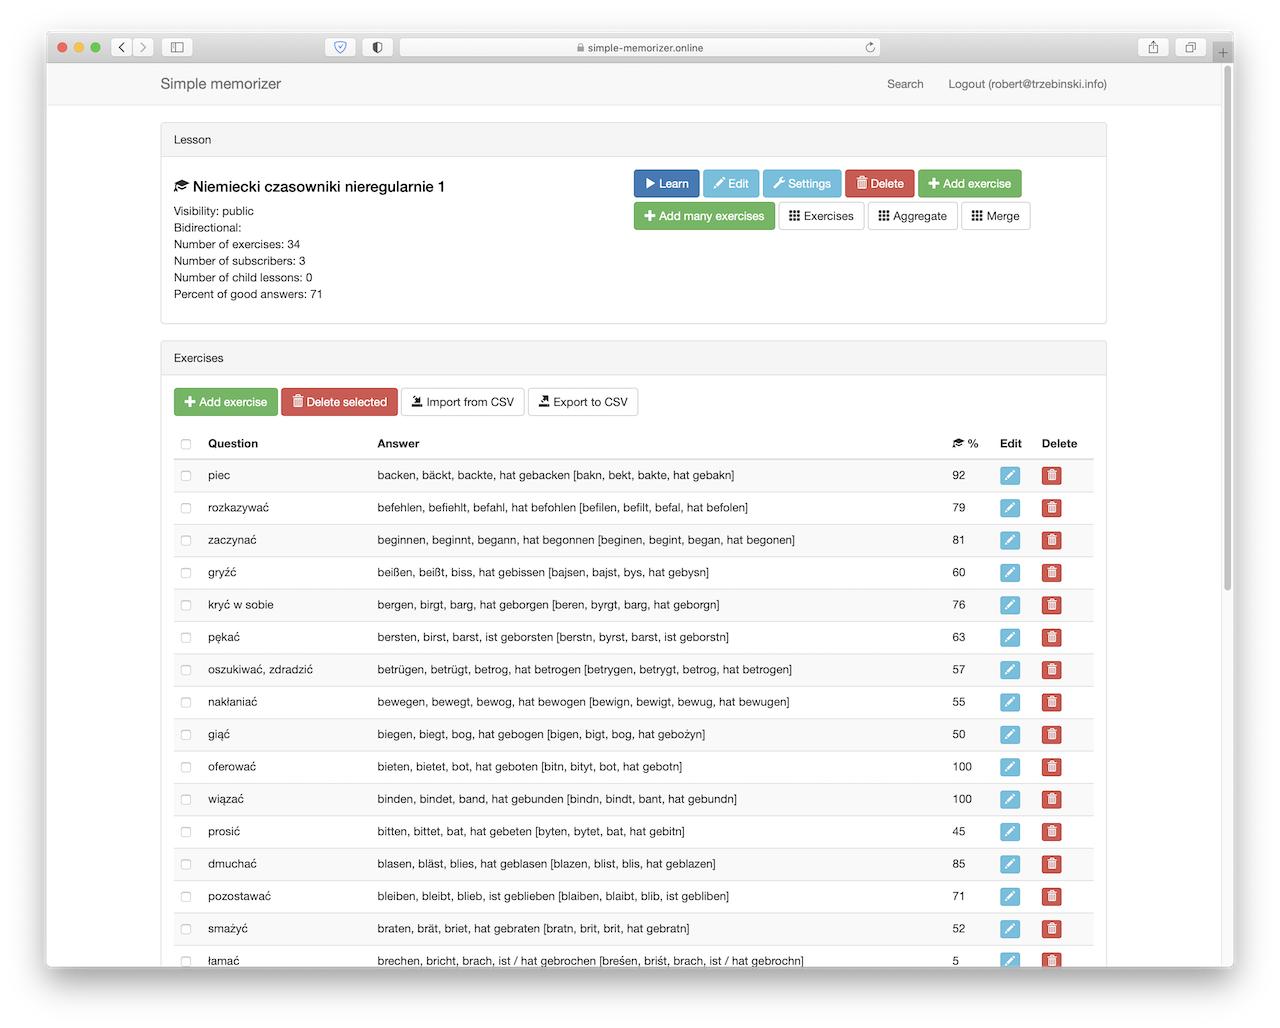 simple-memorizer.online
Simple memorizer
Search
Logout (robert@trzebinski.info)
Lesson
Niemiecki czasowniki nieregularnie 1
Visibility: public
Bidirectional:
Number of exercises: 34
Number of subscribers: 3
Number of child lessons: 0
Percent of good answers: 71
Learn Edit Settings Delete Add exercise
Add many exercises Exercises Aggregate Merge
Exercises
Add exercise Delete selected Import from CSV Export to CSV
Question Answer % Edit Delete
piec backen, bäckt, backte, hat gebacken [bakn, bekt, bakte, hat gebakn] 92
rozkazywać befehlen, befiehlt, befahl, hat befohlen [befilen, befilt, befal, hat befolen] 79
zaczynać beginnen, beginnt, begann, hat begonnen [beginen, begint, began, hat begonen] 81
gryźć beißen, beißt, biss, hat gebissen [bajsen, bajst, bys, hat gebysn] 60
kryć w sobie bergen, birgt, barg, hat geborgen [beren, byrgt, barg, hat geborgn] 76
pękać bersten, birst, barst, ist geborsten [berstn, byrst, barst, ist geborstn] 63
oszukiwać, zdradzić betrügen, betrügt, betrog, hat betrogen [betrygen, betrygt, betrog, hat betrogen] 57
nakłaniać bewegen, bewegt, bewog, hat bewogen [bewign, bewigt, bewug, hat bewugen] 55
giąć biegen, biegt, bog, hat gebogen [bigen, bigt, bog, hat gebożyn] 50
oferować bieten, bietet, bot, hat geboten [bitn, bityt, bot, hat gebotn] 100
wiązać binden, bindet, band, hat gebunden [bindn, bindt, bant, hat gebundn] 100
prosić bitten, bittet, bat, hat gebeten [byten, bytet, bat, hat gebitn] 45
dmuchać blasen, bläst, blies, hat geblasen [blazen, blist, blis, hat geblazen] 85
pozostawać bleiben, bleibt, blieb, ist geblieben [blaiben, blaibt, blib, ist gebliben] 71
smażyć braten, brät, briet, hat gebraten [bratn, brit, brit, hat gebratn] 52
łamać brechen, bricht, brach, ist / hat gebrochen [breśen, briśt, brach, ist / hat gebrochn] 5